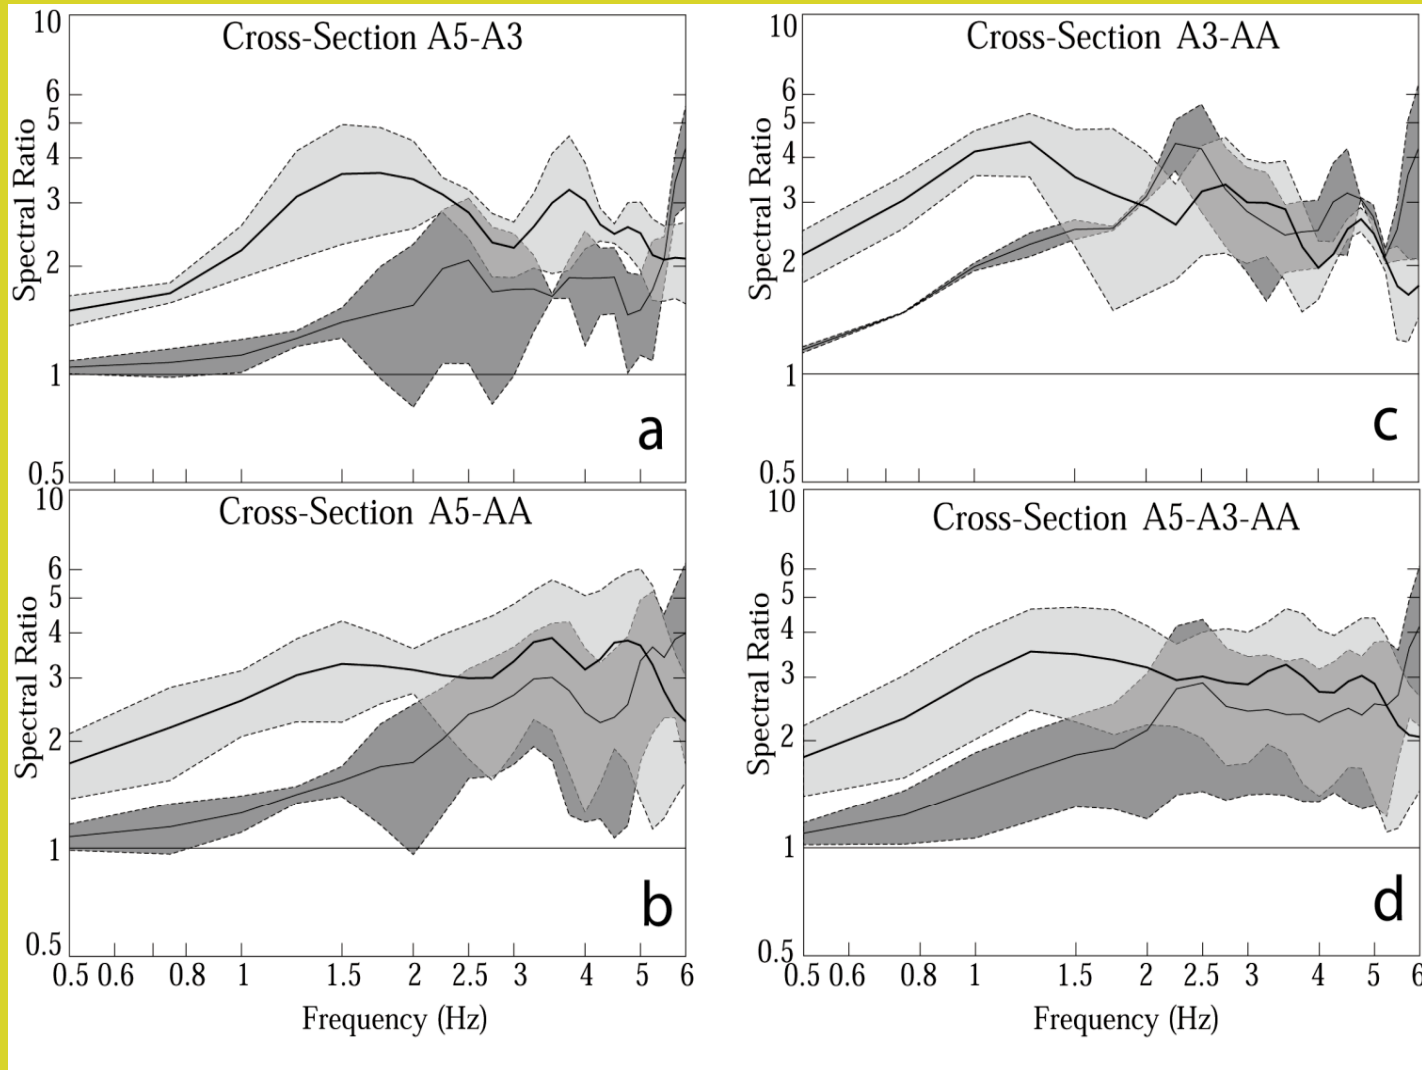 Cross-Section A5-A3
10
6
5
4
3
2
1
0.5
Spectral Ratio
a
Cross-Section A3-AA
10
6
5
4
3
2
1
0.5
Spectral Ratio
c
Cross-Section A5-AA
10
6
5
4
3
2
1
0.5
Spectral Ratio
b
0.5 0.6 0.8 1 1.5 2 2.5 3 4 5 6
Frequency (Hz)
Cross-Section A5-A3-AA
10
6
5
4
3
2
1
0.5
Spectral Ratio
d
0.5 0.6 0.8 1 1.5 2 2.5 3 4 5 6
Frequency (Hz)